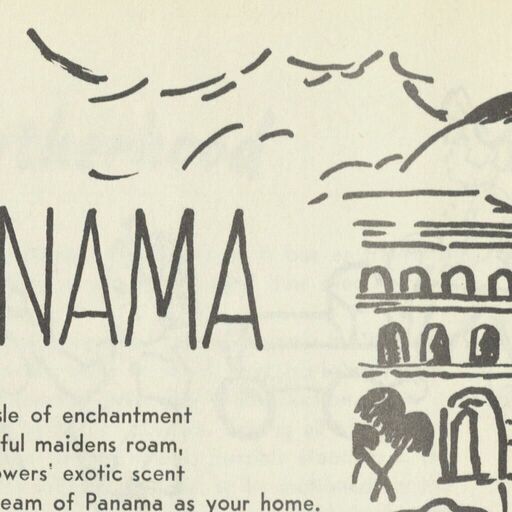 NAMA
sle of enchantment
ful maidens roam,
owers' exotic scent
eam of Panama as your home.